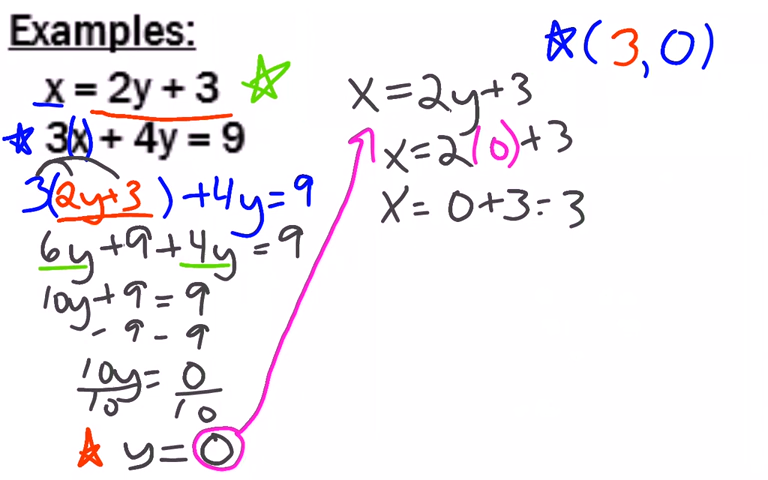 Examples:
x = 2y + 3
3(x) + 4y = 9
3(2y+3) + 4y = 9
6y + 9 + 4y = 9
10y + 9 = 9
- 9 - 9
10y = 0
10 10
y = 0
x = 2y + 3
x = 2(0) + 3
x = 0 + 3 = 3
(3, 0)